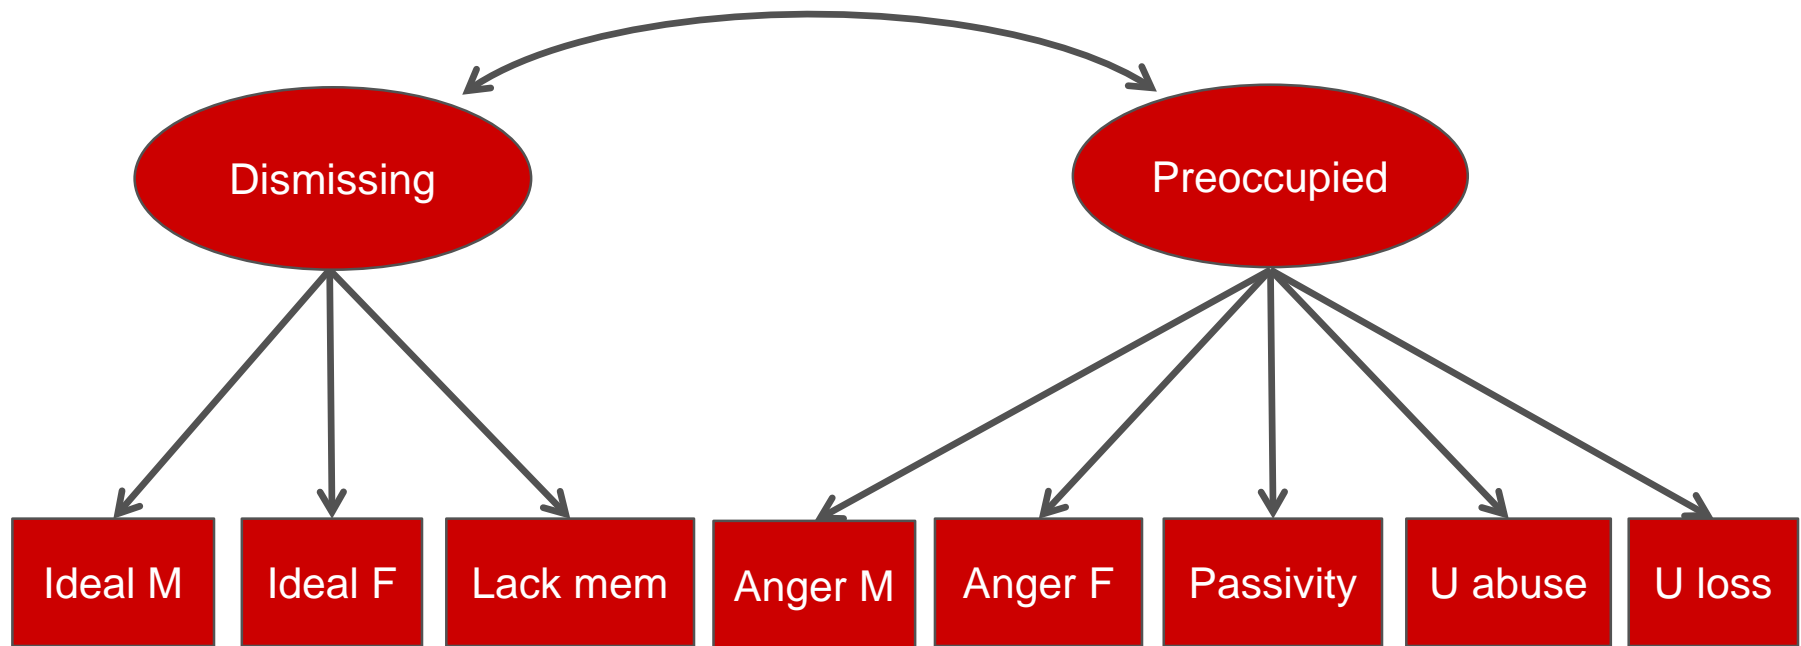 Dismissing
Preoccupied
Ideal M
Ideal F
Lack mem
Anger M
Anger F
Passivity
U abuse
U loss